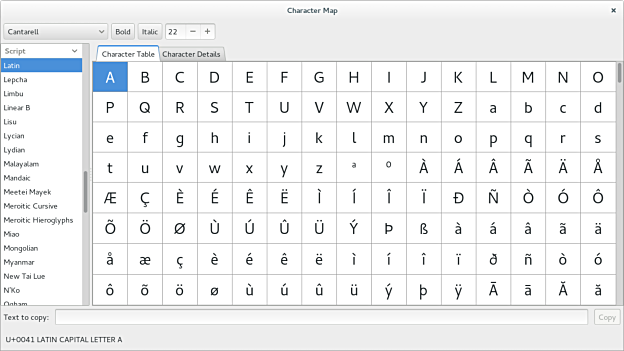 Character Map
Cantarell Bold Italic 22
Script
Latin
Lepcha
Limbu
Linear B
Lisu
Lycian
Lydian
Malayalam
Mandaic
Meetei Mayek
Meroitic Cursive
Meroitic Hieroglyphs
Miao
Mongolian
Myanmar
New Tai Lue
N'Ko
Ogham
Character Table Character Details
A B C D E F G H I J K L M N O
P Q R S T U V W X Y Z a b c d
e f g h i j k l m n o p q r s
t u v w x y z ª º À Á Â Ã Ä Å
Æ Ç È É Ê Ë Ì Í Î Ï Ð Ñ Ò Ó Ô
Õ Ö Ø Ù Ú Û Ü Ý Þ ß à á â ã ä
å æ ç è é ê ë ì í î ï ð ñ ò ó
ô õ ö ø ù ú û ü ý þ ÿ Ā ā Ă ă
Text to copy: Copy
U+0041 LATIN CAPITAL LETTER A